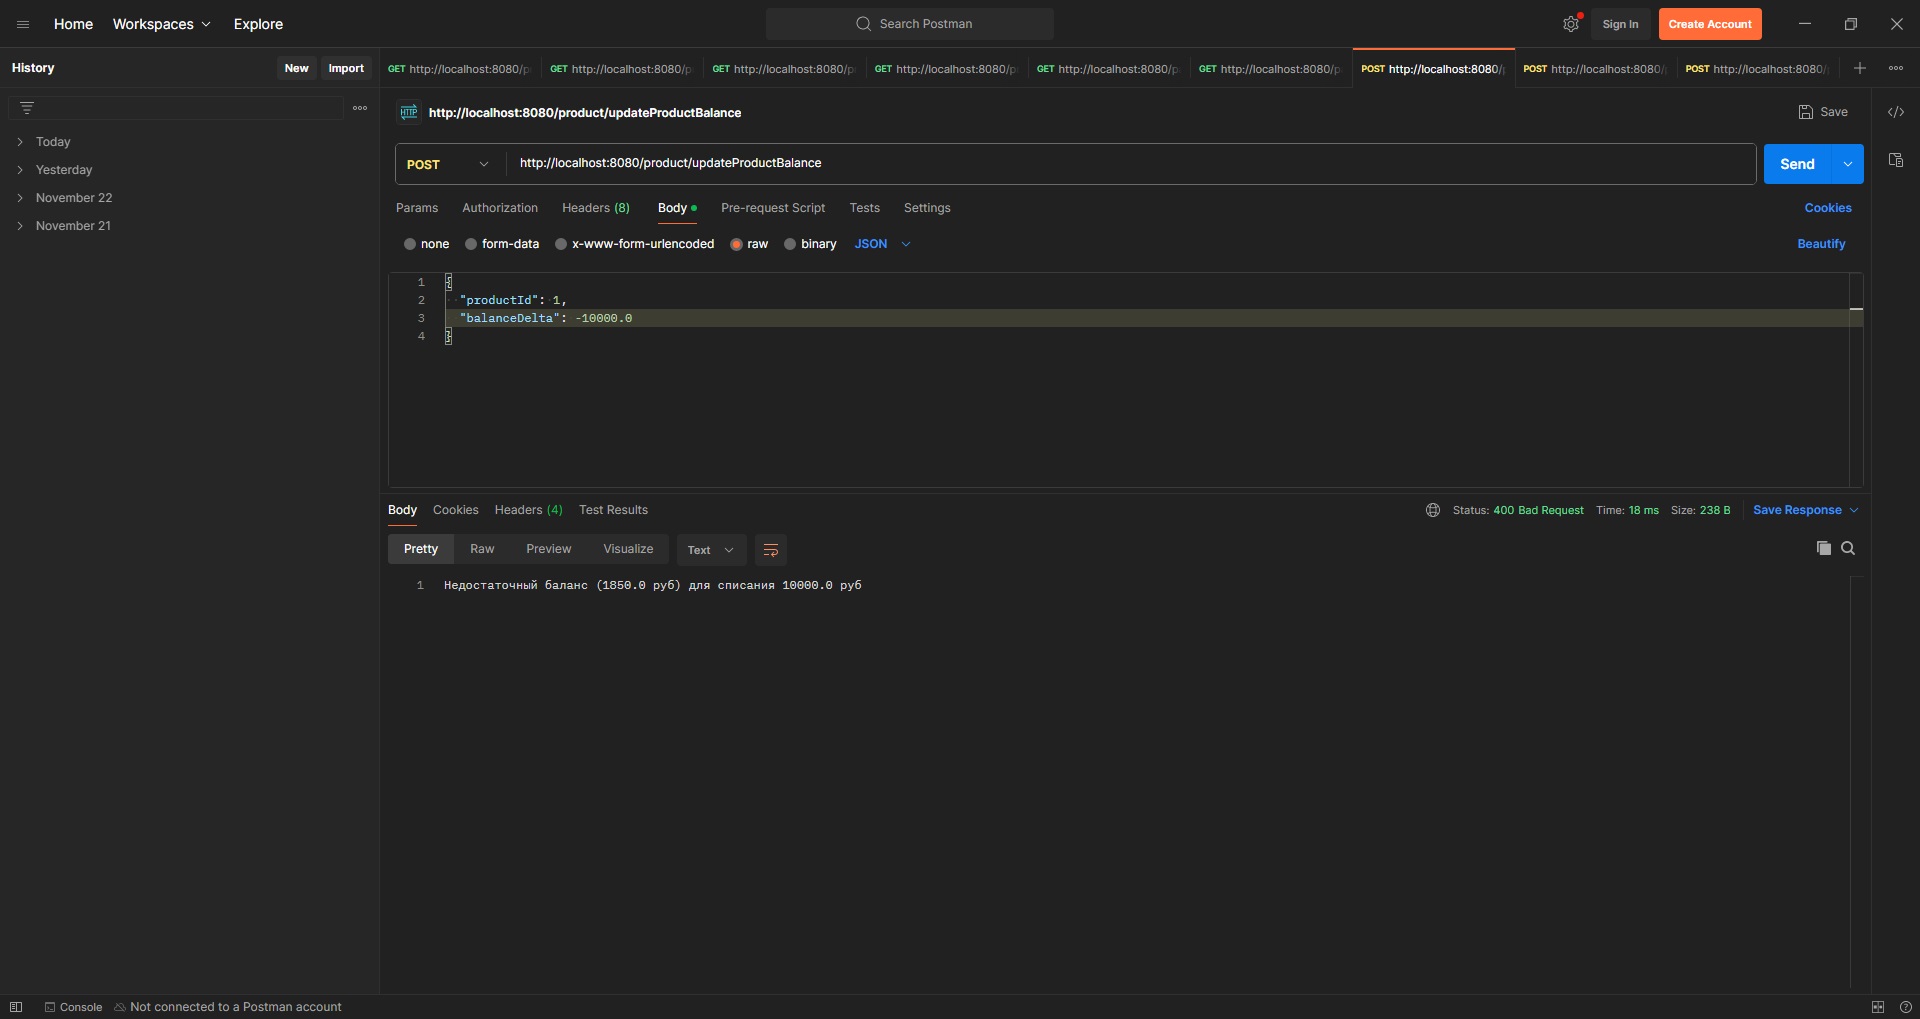 Home Workspaces Explore Search Postman Sign In Create Account
History New Import
GET http://localhost:8080/p GET http://localhost:8080/p GET http://localhost:8080/p GET http://localhost:8080/p GET http://localhost:8080/p GET http://localhost:8080/p POST http://localhost:8080/ POST http://localhost:8080/ POST http://localhost:8080/
Today
Yesterday
November 22
November 21
HTTP http://localhost:8080/product/updateProductBalance Save
POST http://localhost:8080/product/updateProductBalance Send
Params Authorization Headers (8) Body Pre-request Script Tests Settings Cookies
none form-data x-www-form-urlencoded raw binary JSON Beautify
1 {
2 "productId": 1,
3 "balanceDelta": -10000.0
4 }
Body Cookies Headers (4) Test Results Status: 400 Bad Request Time: 18 ms Size: 238 B Save Response
Pretty Raw Preview Visualize Text
1 Недостаточный баланс (1850.0 руб) для списания 10000.0 руб
Console Not connected to a Postman account